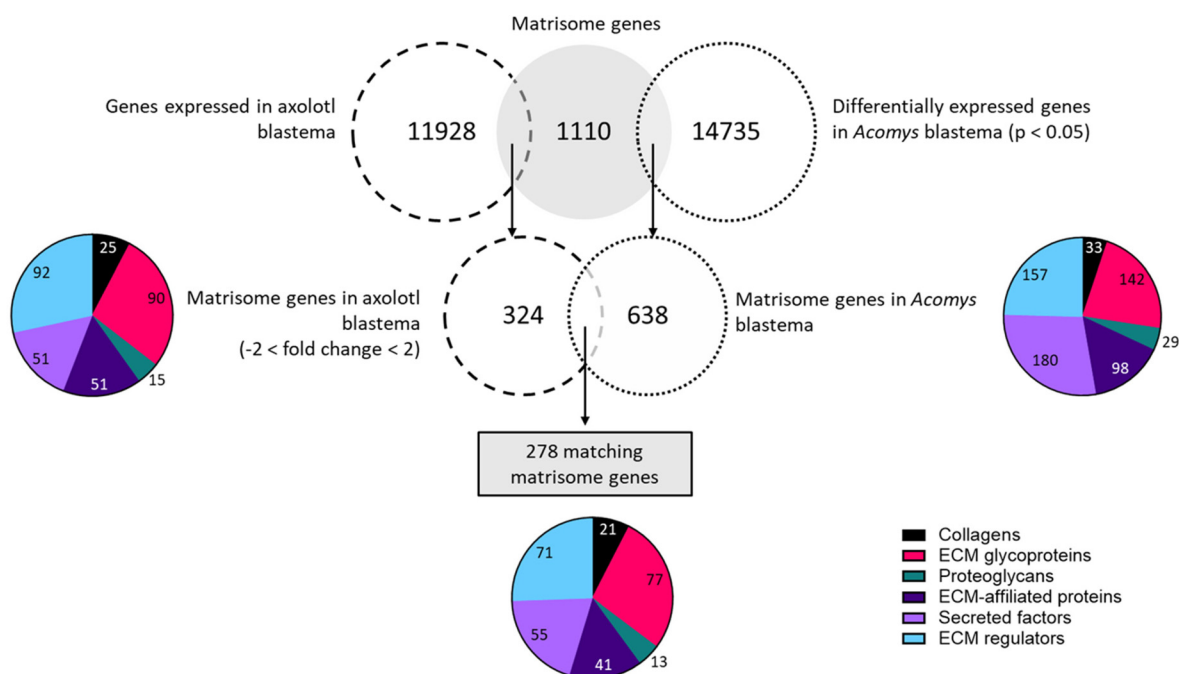 Matrisome genes
Genes expressed in axolotl
blastema
11928
1110
14735
Differentially expressed genes
in Acomys blastema (p < 0.05)
25
90
15
51
51
92
Matrisome genes in axolotl
blastema
(-2 < fold change < 2)
324
638
Matrisome genes in Acomys
blastema
33
142
29
98
180
157
278 matching
matrisome genes
21
77
13
41
55
71
Collagens
ECM glycoproteins
Proteoglycans
ECM-affiliated proteins
Secreted factors
ECM regulators